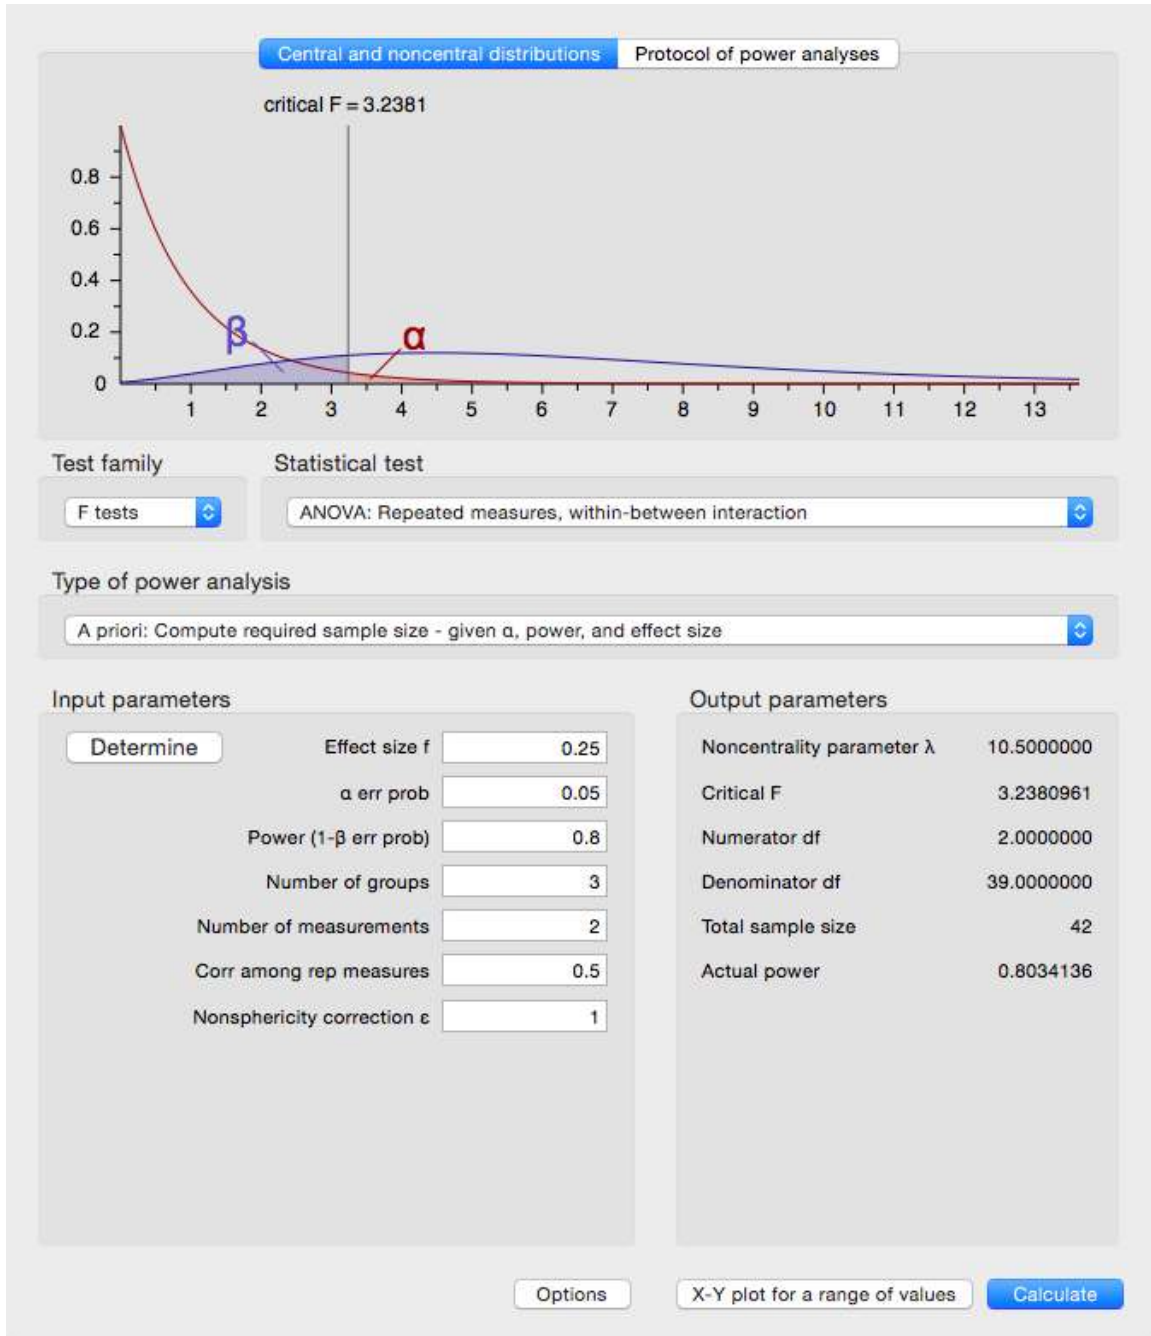 Central and noncentral distributions Protocol of power analyses
critical F = 3.2381
0.8
0.6
0.4
0.2
0
β
α
1 2 3 4 5 6 7 8 9 10 11 12 13
Test family Statistical test
F tests ANOVA: Repeated measures, within-between interaction
Type of power analysis
A priori: Compute required sample size - given α, power, and effect size
Input parameters Output parameters
Determine Effect size f 0.25 Noncentrality parameter λ 10.5000000
α err prob 0.05 Critical F 3.2380961
Power (1-β err prob) 0.8 Numerator df 2.0000000
Number of groups 3 Denominator df 39.0000000
Number of measurements 2 Total sample size 42
Corr among rep measures 0.5 Actual power 0.8034136
Nonsphericity correction ε 1
Options X-Y plot for a range of values Calculate